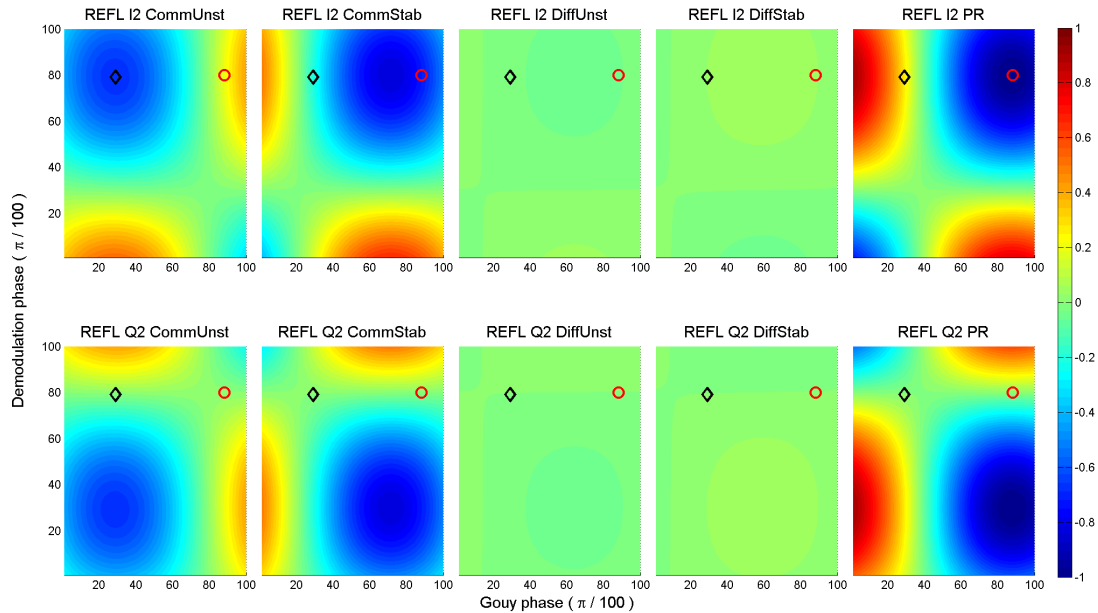 REFL I2 CommUnst
REFL I2 CommStab
REFL I2 DiffUnst
REFL I2 DiffStab
REFL I2 PR
100
80
60
40
20
20 40 60 80 100
20 40 60 80 100
20 40 60 80 100
20 40 60 80 100
20 40 60 80 100
REFL Q2 CommUnst
REFL Q2 CommStab
REFL Q2 DiffUnst
REFL Q2 DiffStab
REFL Q2 PR
100
80
60
40
20
20 40 60 80 100
20 40 60 80 100
20 40 60 80 100
20 40 60 80 100
20 40 60 80 100
Demodulation phase ( π / 100 )
Gouy phase ( π / 100 )
1
0.8
0.6
0.4
0.2
0
-0.2
-0.4
-0.6
-0.8
-1